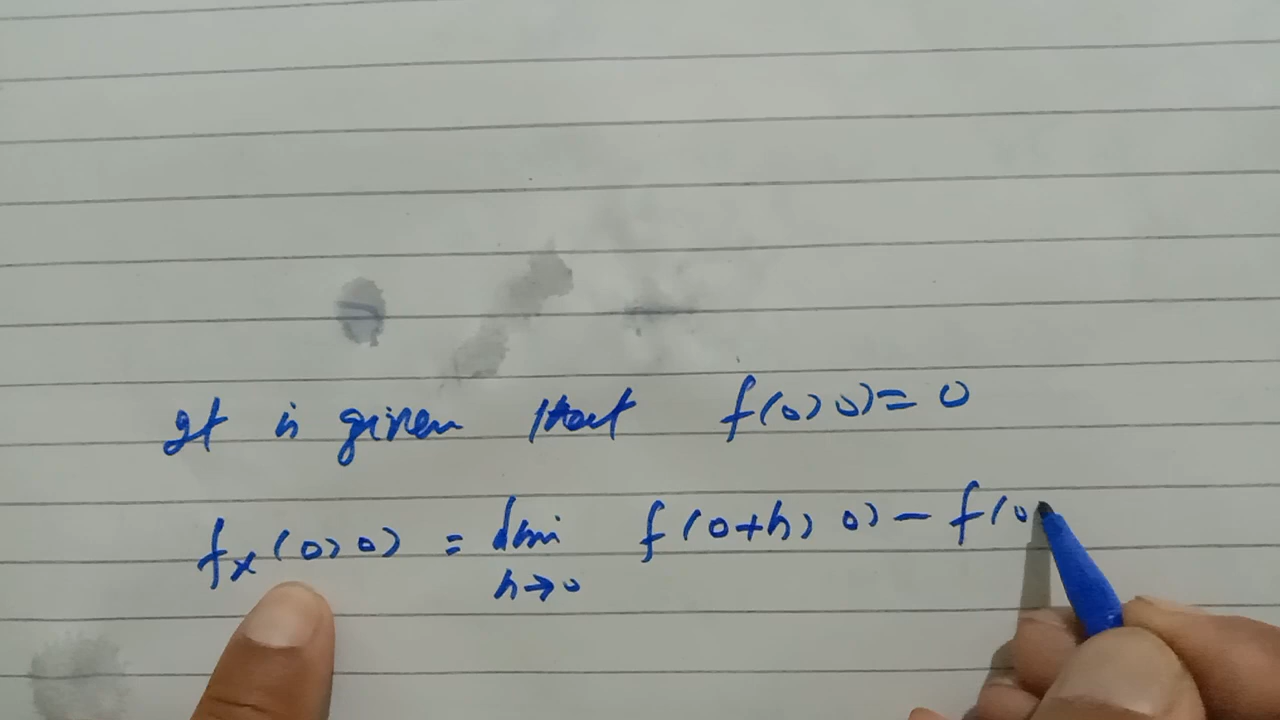 It is given that f(0,0)=0
fx(0,0) = lim f(0+h,0) - f(0
h→0